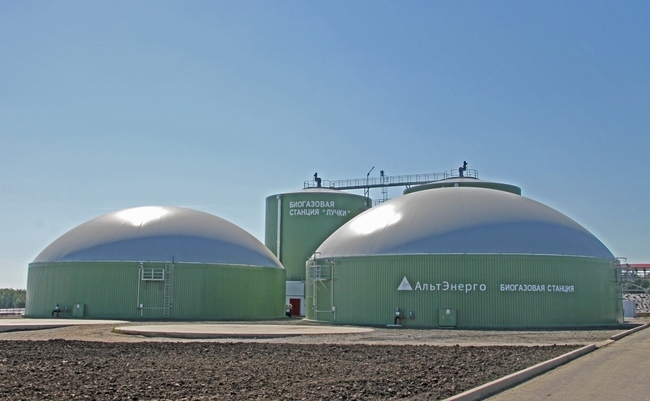 БИОГАЗОВАЯ
СТАНЦИЯ "ЛУЧКИ"
АльтЭнерго БИОГАЗОВАЯ СТАНЦИЯ